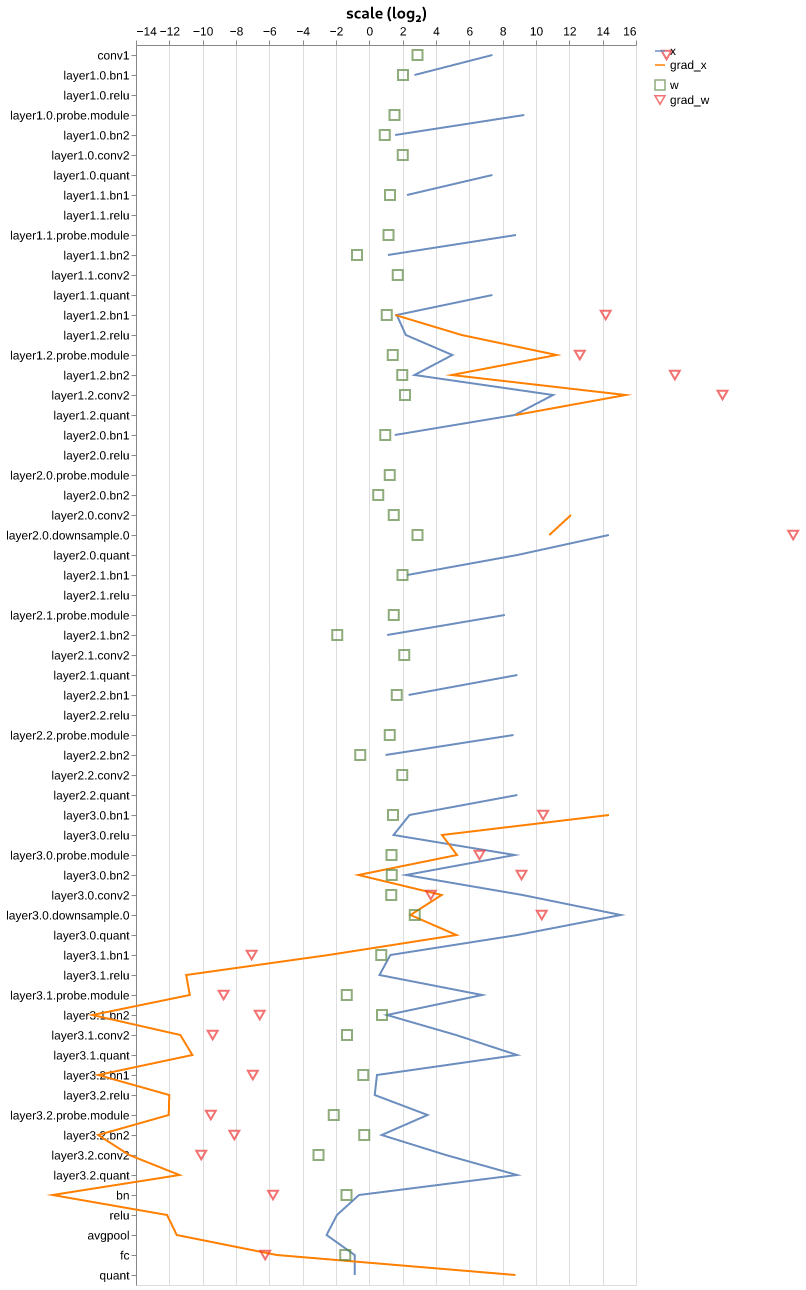 scale (log₂)
−14 −12 −10 −8 −6 −4 −2 0 2 4 6 8 10 12 14 16
conv1
layer1.0.bn1
layer1.0.relu
layer1.0.probe.module
layer1.0.bn2
layer1.0.conv2
layer1.0.quant
layer1.1.bn1
layer1.1.relu
layer1.1.probe.module
layer1.1.bn2
layer1.1.conv2
layer1.1.quant
layer1.2.bn1
layer1.2.relu
layer1.2.probe.module
layer1.2.bn2
layer1.2.conv2
layer1.2.quant
layer2.0.bn1
layer2.0.relu
layer2.0.probe.module
layer2.0.bn2
layer2.0.conv2
layer2.0.downsample.0
layer2.0.quant
layer2.1.bn1
layer2.1.relu
layer2.1.probe.module
layer2.1.bn2
layer2.1.conv2
layer2.1.quant
layer2.2.bn1
layer2.2.relu
layer2.2.probe.module
layer2.2.bn2
layer2.2.conv2
layer2.2.quant
layer3.0.bn1
layer3.0.relu
layer3.0.probe.module
layer3.0.bn2
layer3.0.conv2
layer3.0.downsample.0
layer3.0.quant
layer3.1.bn1
layer3.1.relu
layer3.1.probe.module
layer3.1.bn2
layer3.1.conv2
layer3.1.quant
layer3.2.bn1
layer3.2.relu
layer3.2.probe.module
layer3.2.bn2
layer3.2.conv2
layer3.2.quant
bn
relu
avgpool
fc
quant
x
grad_x
w
grad_w